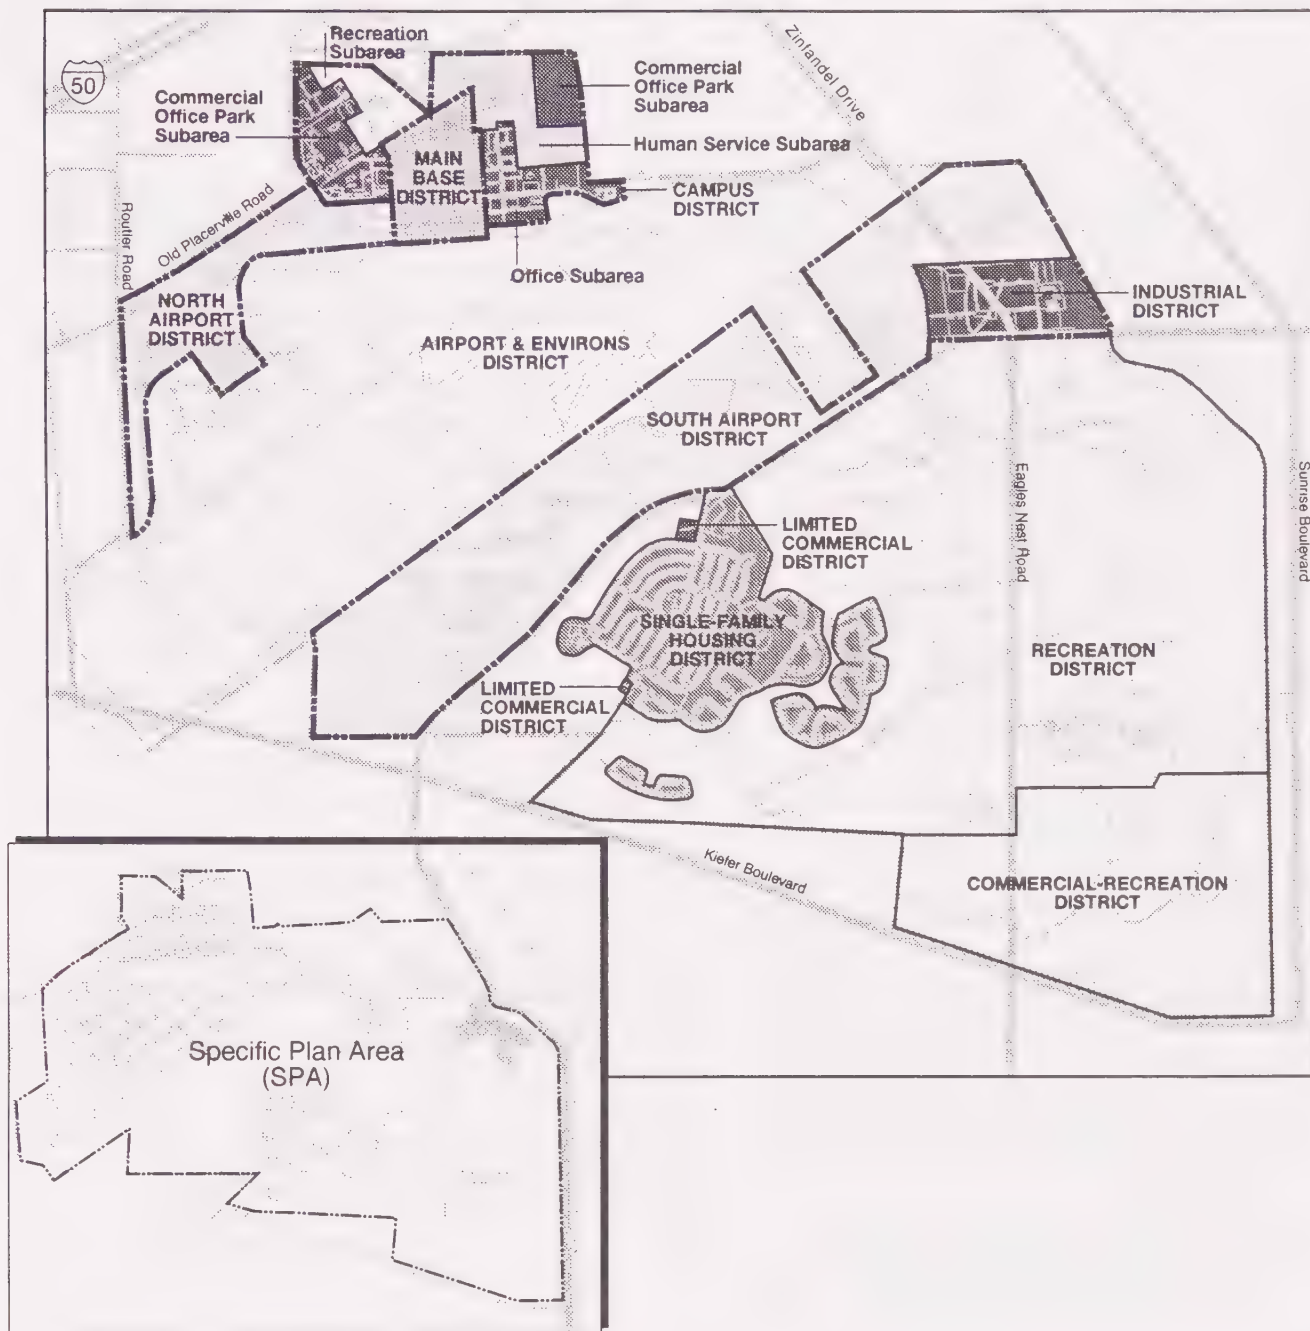 Recreation
Subarea
50
Commercial
Office Park
Subarea
Commercial
Office Park
Subarea
Zinfandel Drive
Human Service Subarea
MAIN
BASE
DISTRICT
CAMPUS
DISTRICT
Routier Road
Old Placerville Road
Office Subarea
NORTH
AIRPORT
DISTRICT
INDUSTRIAL
DISTRICT
AIRPORT & ENVIRONS
DISTRICT
SOUTH AIRPORT
DISTRICT
Eagles Nest Road
Sunrise Boulevard
LIMITED
COMMERCIAL
DISTRICT
SINGLE-FAMILY
HOUSING
DISTRICT
RECREATION
DISTRICT
LIMITED
COMMERCIAL
DISTRICT
Kiefer Boulevard
COMMERCIAL-RECREATION
DISTRICT
Specific Plan Area
(SPA)